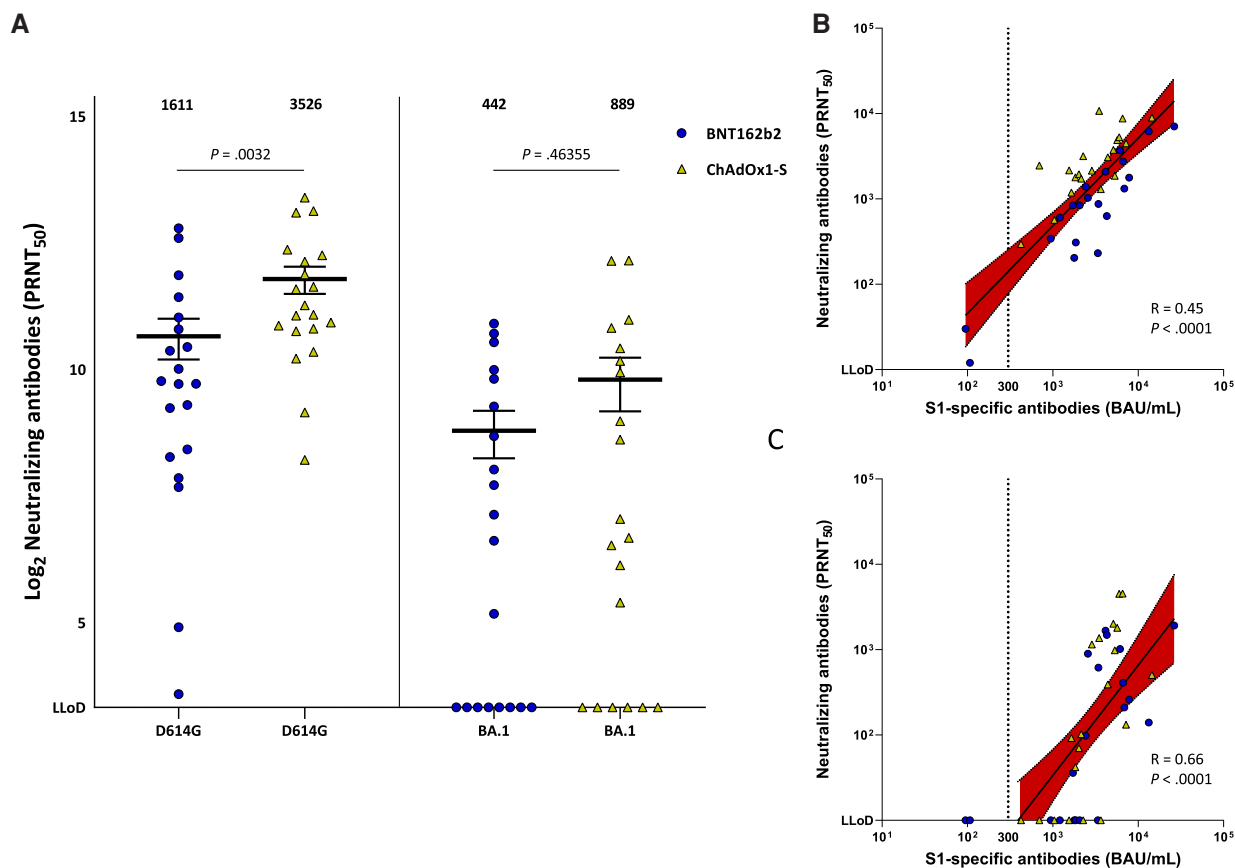 A
1611 3526 442 889
15
BNT162b2
P = .0032 P = .46355
ChAdOx1-S
Log2 Neutralizing antibodies (PRNT50)
10
5
LLoD
D614G D614G BA.1 BA.1
B
10^5
10^4
10^3
10^2
LLoD
Neutralizing antibodies (PRNT50)
R = 0.45
P < .0001
10^1 10^2 300 10^3 10^4 10^5
S1-specific antibodies (BAU/mL)
C
10^5
10^4
10^3
10^2
LLoD
Neutralizing antibodies (PRNT50)
R = 0.66
P < .0001
10^1 10^2 300 10^3 10^4 10^5
S1-specific antibodies (BAU/mL)